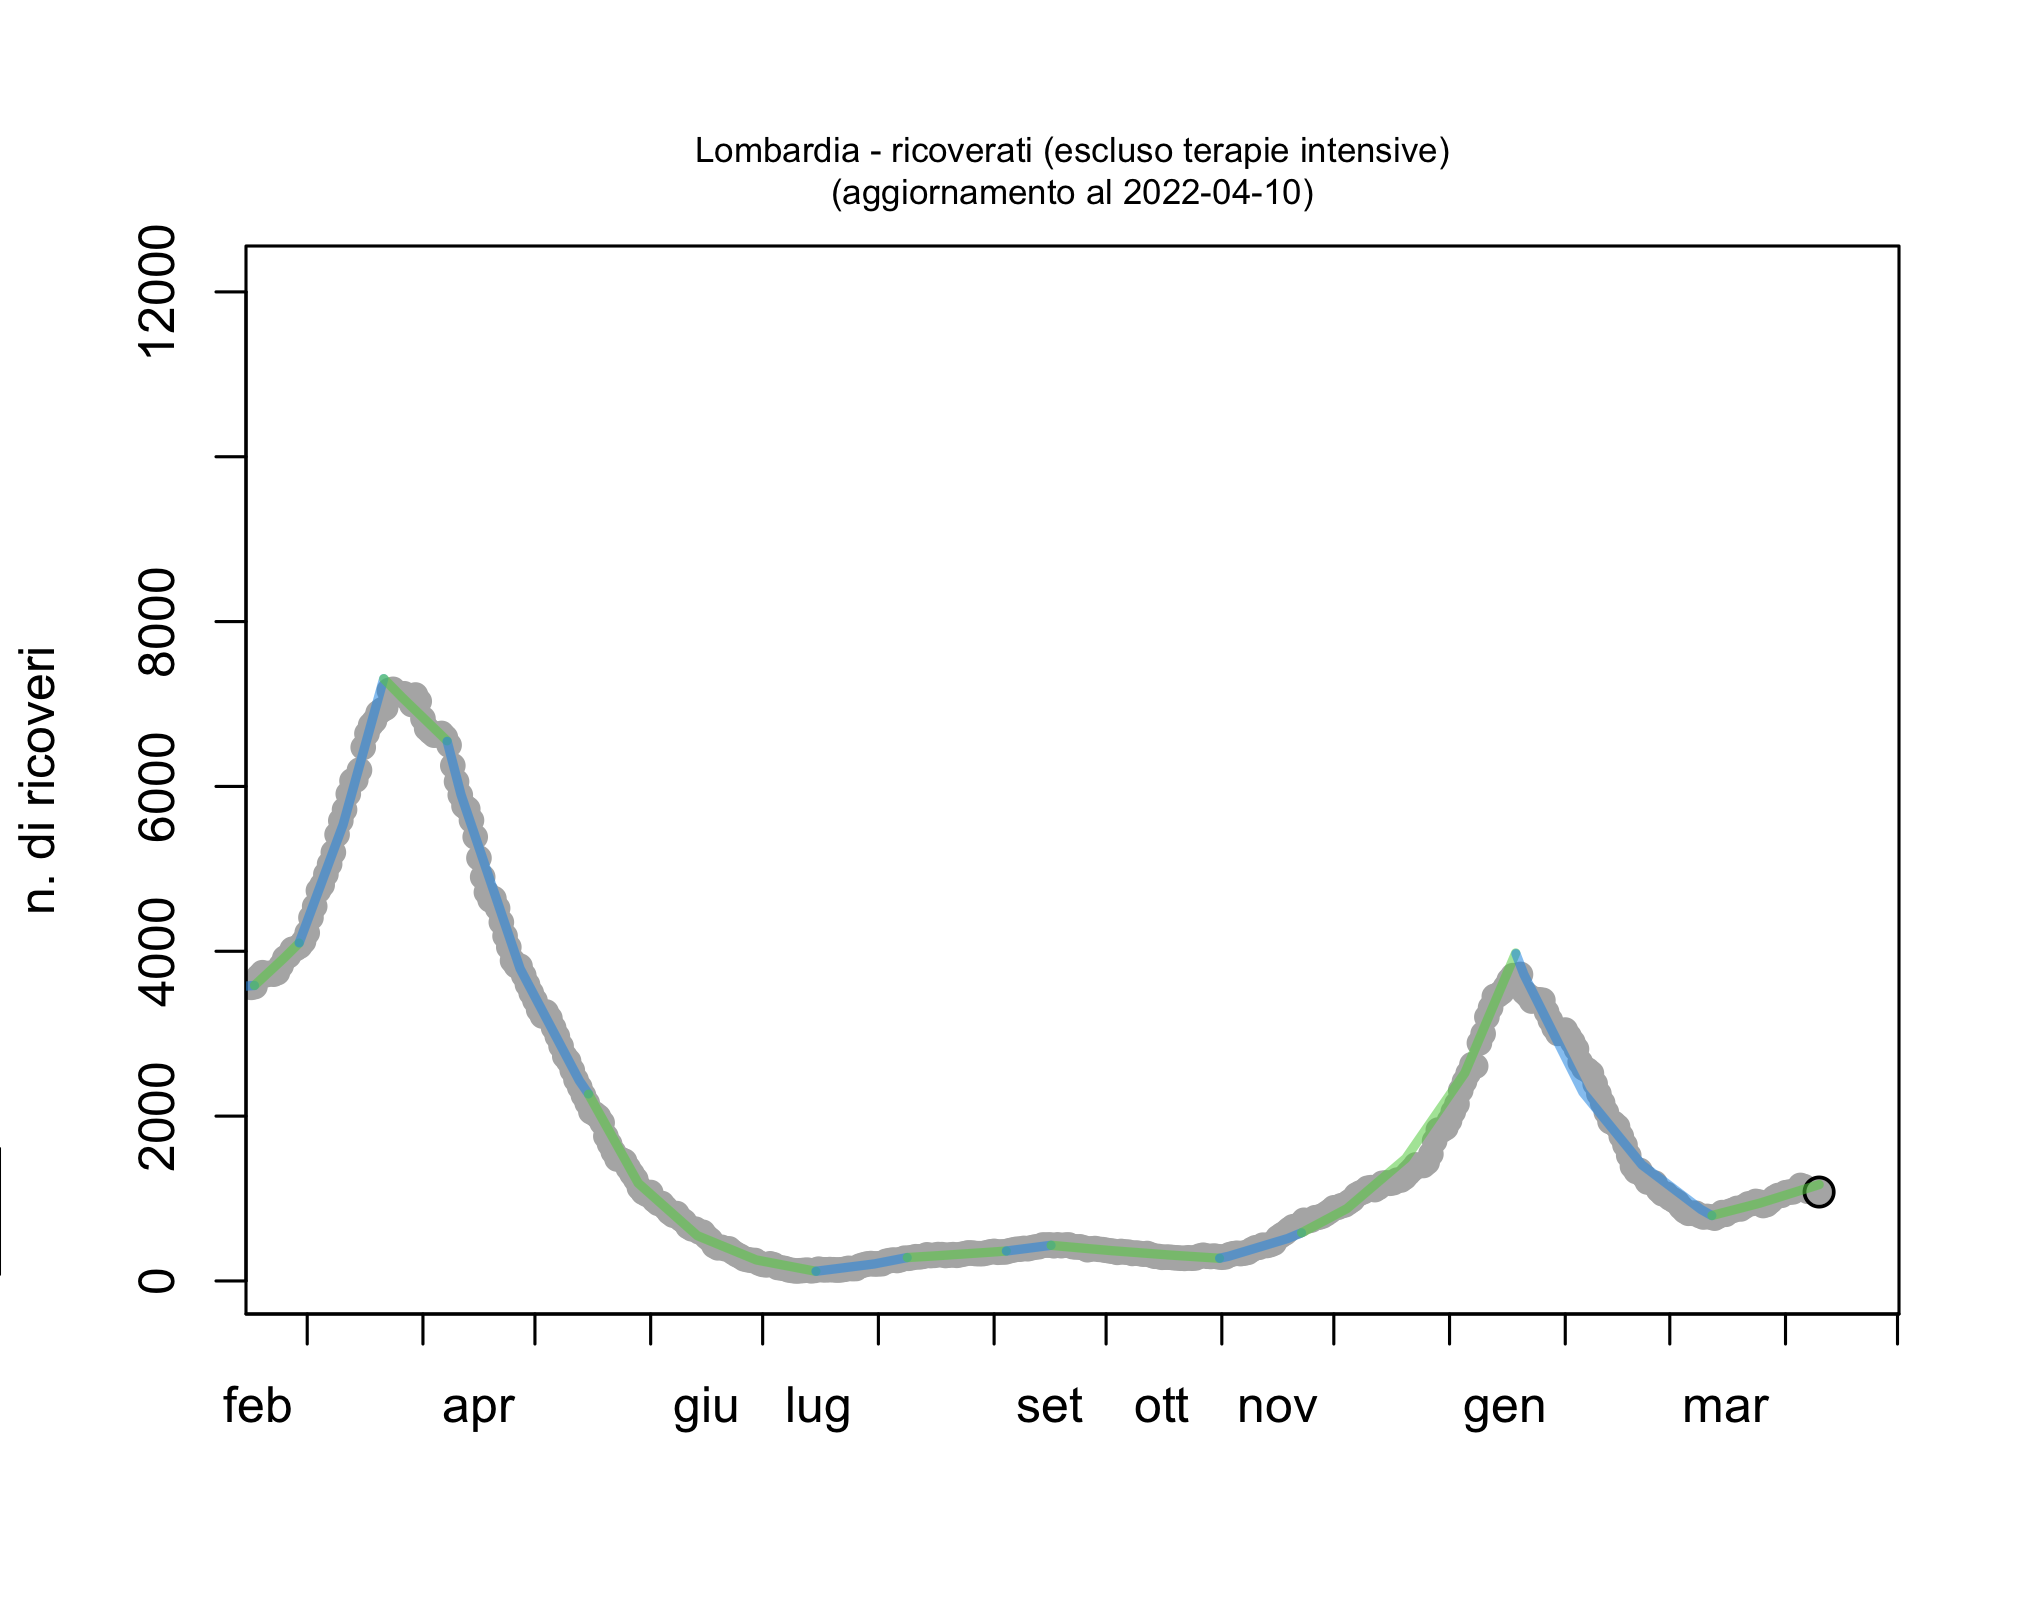 Lombardia - ricoverati (escluso terapie intensive)
(aggiornamento al 2022-04-10)
n. di ricoveri
12000
8000
6000
4000
2000
0
feb apr giu lug set ott nov gen mar